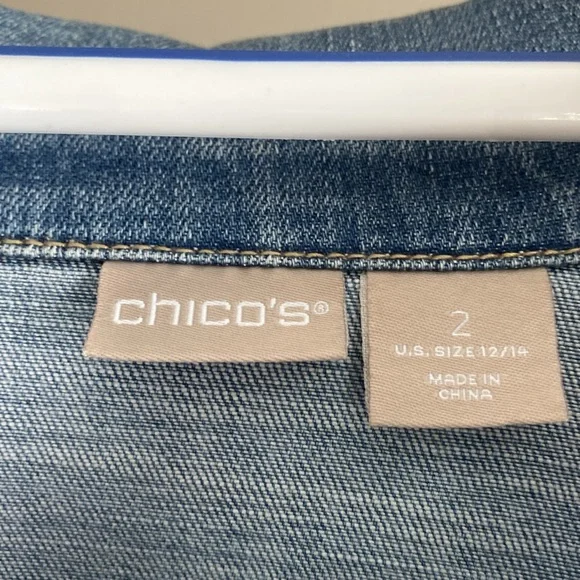 chico's®
2
U.S. SIZE 12/14
MADE IN
CHINA